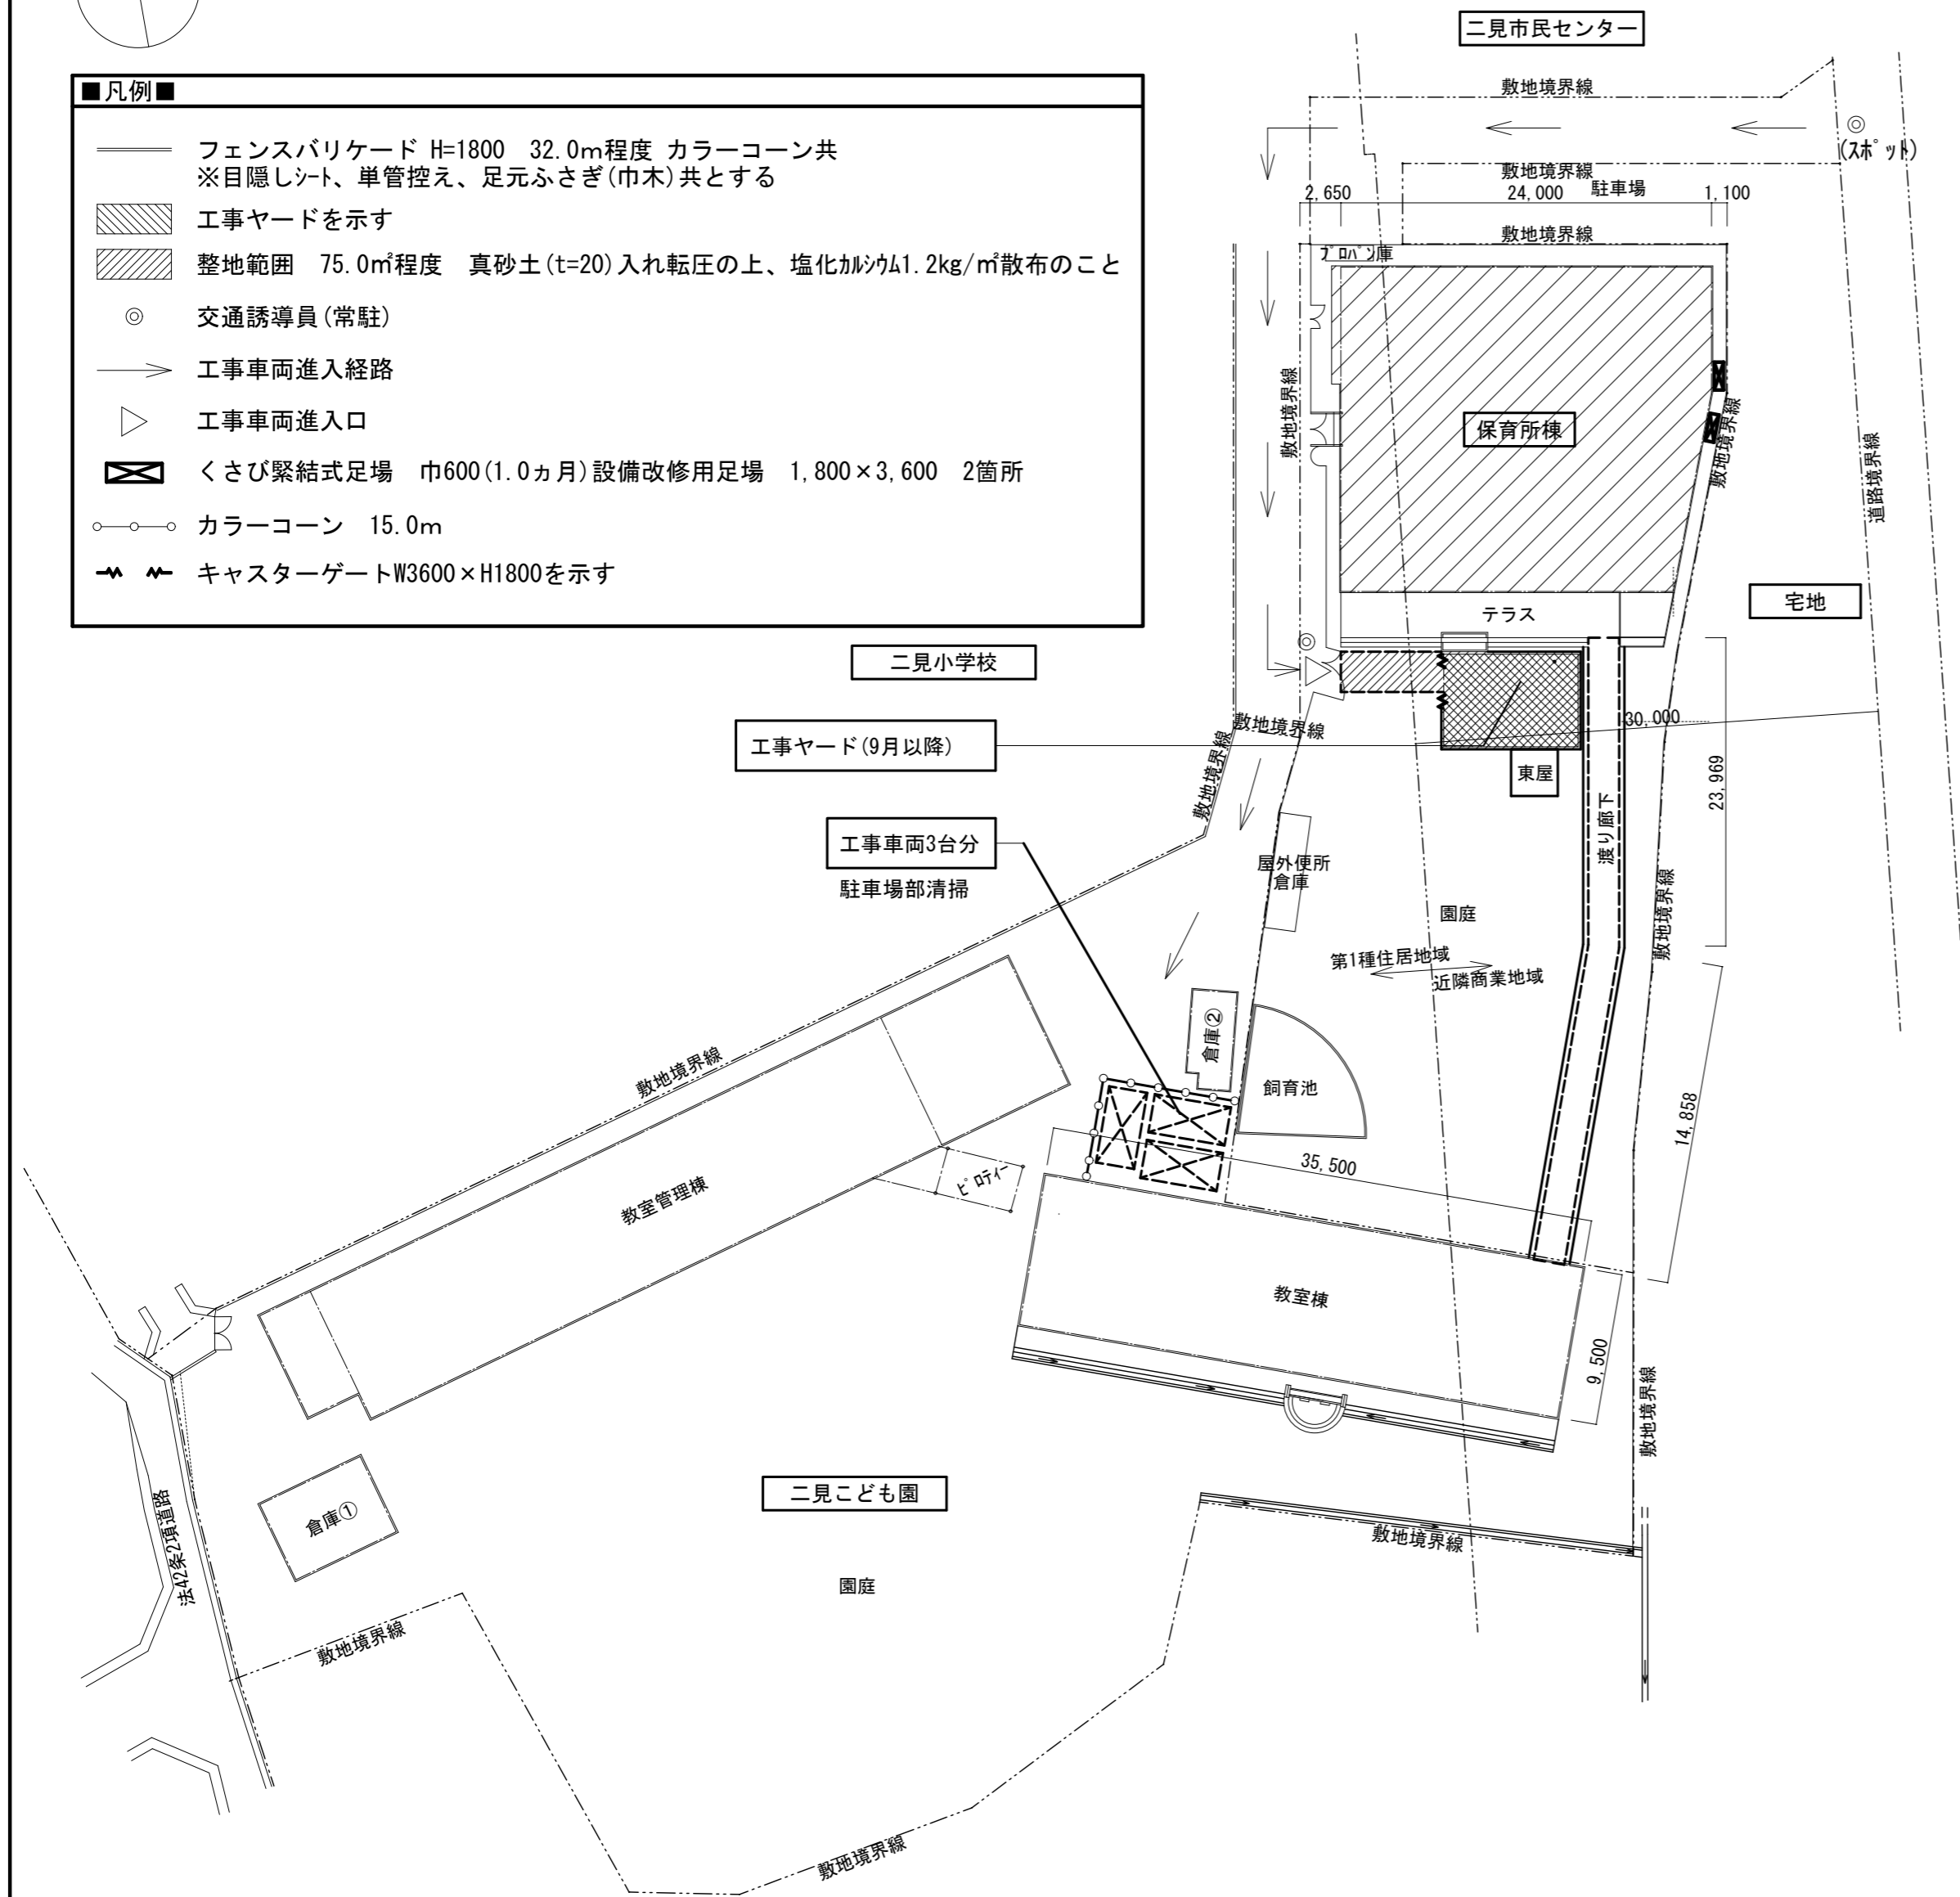 二見市民センター
■凡例■
フェンスバリケード H=1800　32.0m程度 カラーコーン共
※目隠しシート、単管控え、足元ふさぎ(巾木)共とする
工事ヤードを示す
整地範囲　75.0㎡程度　真砂土(t=20)入れ転圧の上、塩化カルシウム1.2kg/㎡散布のこと
交通誘導員(常駐)
工事車両進入経路
工事車両進入口
くさび緊結式足場　巾600(1.0ヵ月)設備改修用足場　1,800×3,600　2箇所
カラーコーン　15.0m
キャスターゲートW3600×H1800を示す
敷地境界線
(スポット)
敷地境界線
2,650
24,000
駐車場
1,100
敷地境界線
プロパン庫
敷地境界線
保育所棟
敷地境界線
道路境界線
宅地
テラス
二見小学校
工事ヤード(9月以降)
敷地境界線
敷地境界線
30,000
東屋
23,969
渡り廊下
工事車両3台分
駐車場部清掃
屋外便所
倉庫
園庭
敷地境界線
第1種住居地域
近隣商業地域
倉庫②
飼育池
敷地境界線
14,858
35,500
ピロティー
教室管理棟
教室棟
9,500
敷地境界線
二見こども園
倉庫①
法42条2項道路
敷地境界線
園庭
敷地境界線
敷地境界線